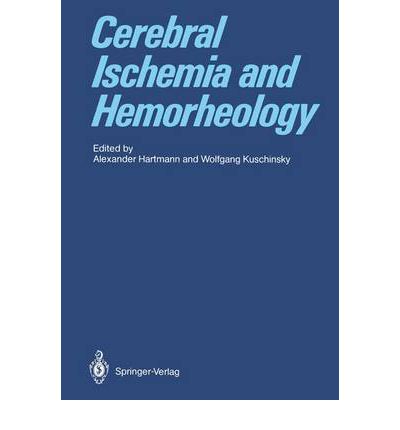 Cerebral
Ischemia and
Hemorheology
Edited by
Alexander Hartmann and Wolfgang Kuschinsky
Springer-Verlag